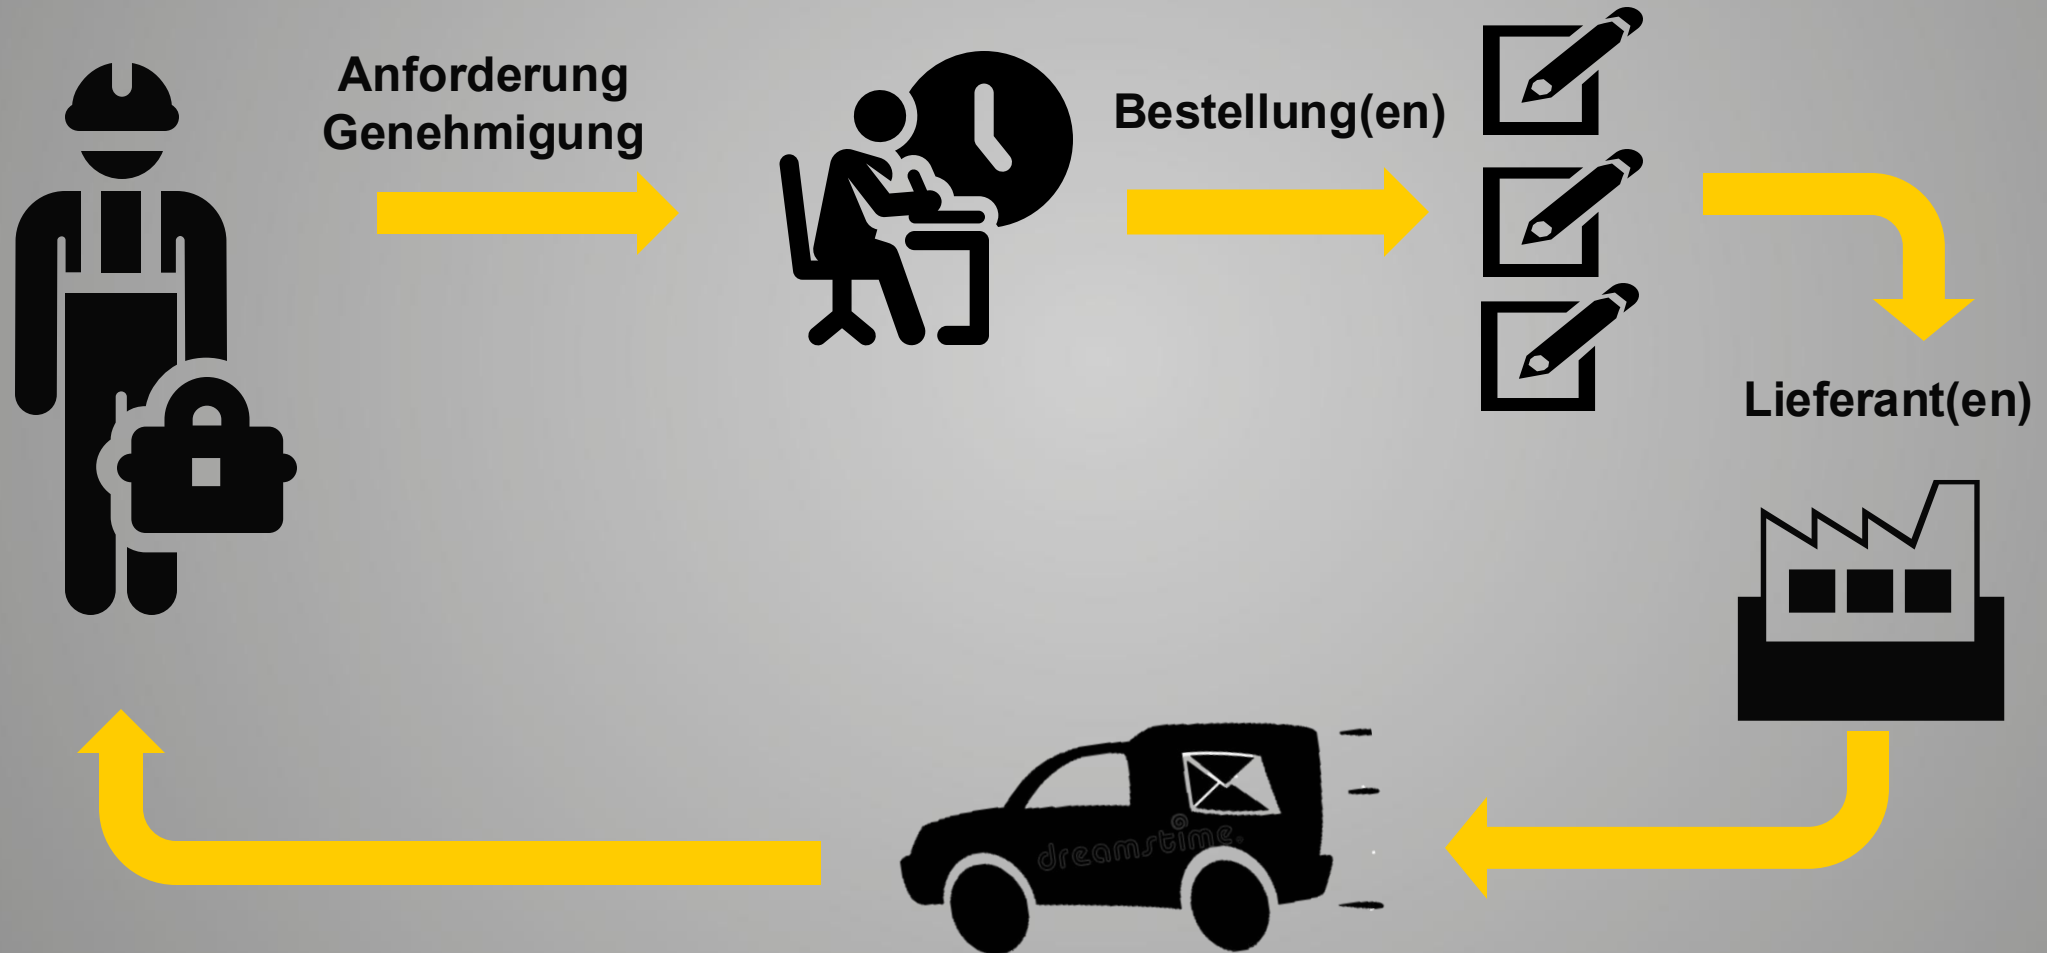 Anforderung
Genehmigung
Bestellung(en)
Lieferant(en)
dreamstime.